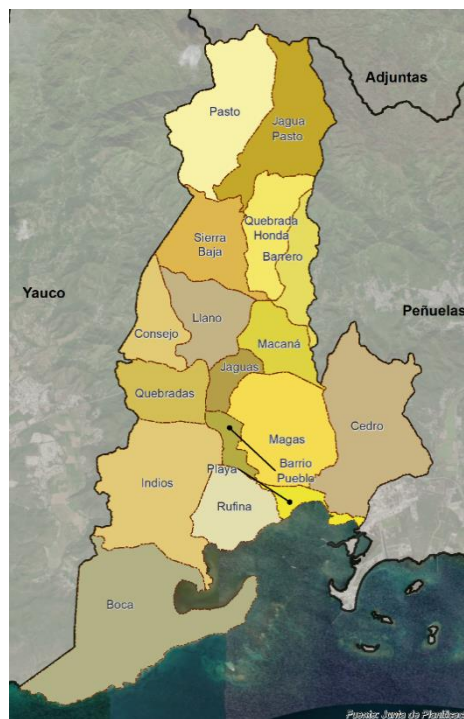 Adjuntas
Pasto
Jagua
Pasto
Quebrada
Honda
Sierra
Baja
Barrero
Yauco
Peñuelas
Llano
Consejo
Macaná
Jaguas
Quebradas
Cedro
Magas
Barrio
Pueblo
Playa
Indios
Rufina
Boca
Fuente: Junta de Planificac